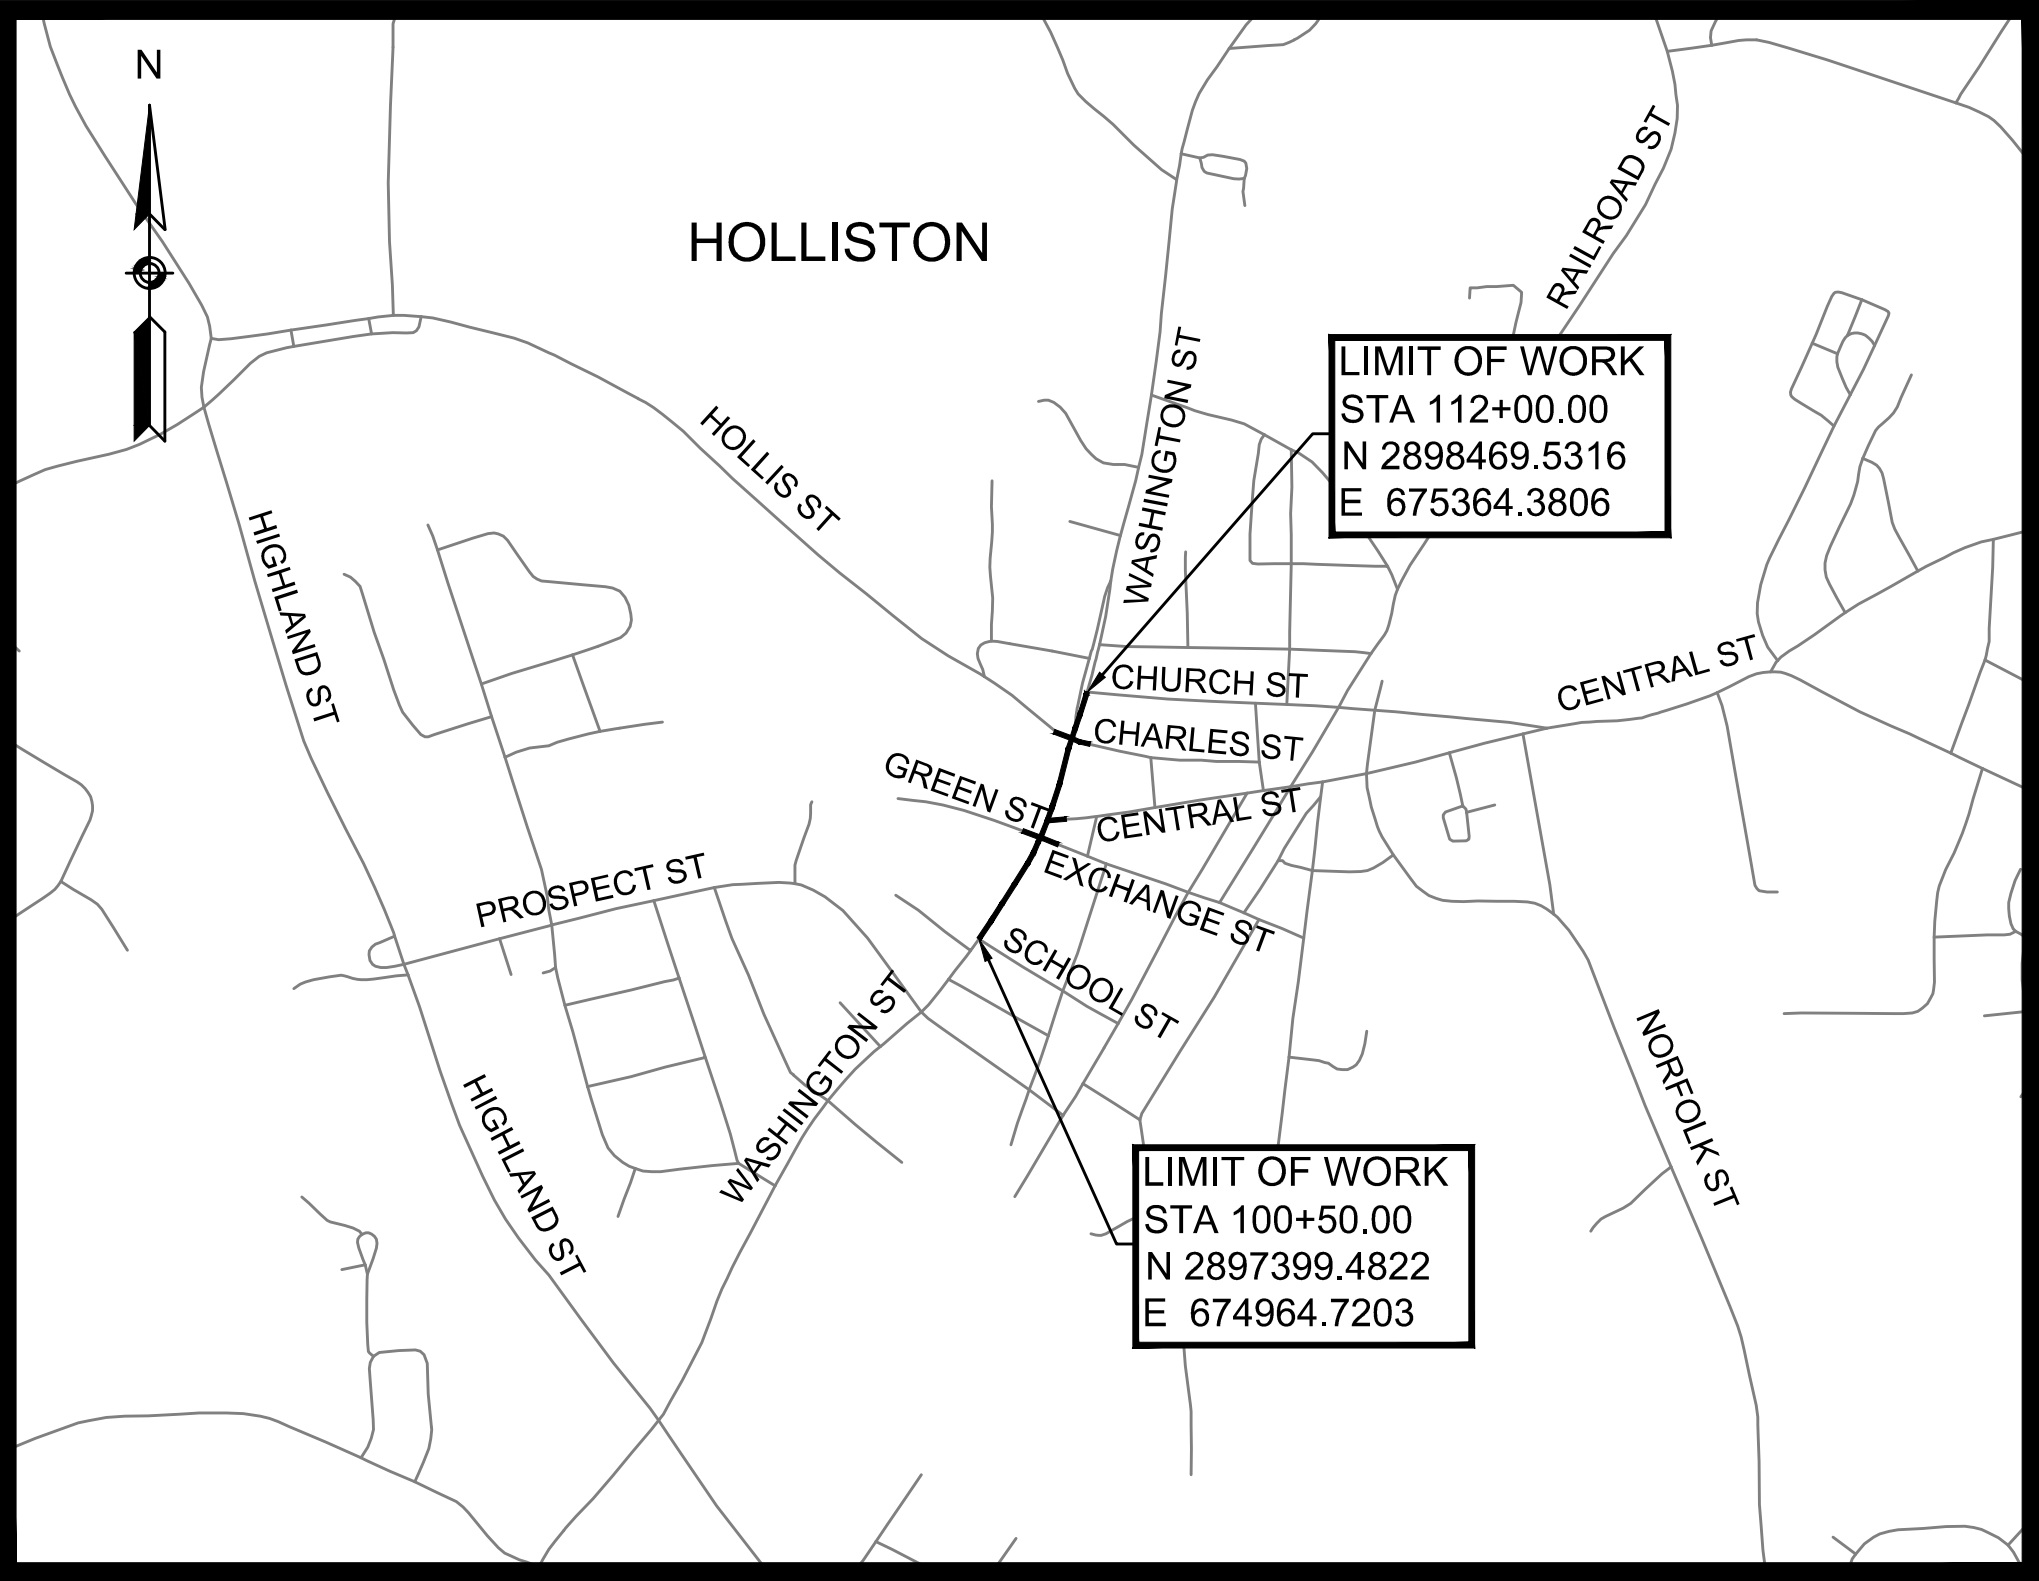 N
HOLLISTON
RAILROAD ST
WASHINGTON ST
LIMIT OF WORK
STA 112+00.00
N 2898469.5316
E 675364.3806
HOLLIS ST
HIGHLAND ST
CHURCH ST
CENTRAL ST
CHARLES ST
GREEN ST
CENTRAL ST
PROSPECT ST
EXCHANGE ST
SCHOOL ST
WASHINGTON ST
NORFOLK ST
HIGHLAND ST
LIMIT OF WORK
STA 100+50.00
N 2897399.4822
E 674964.7203